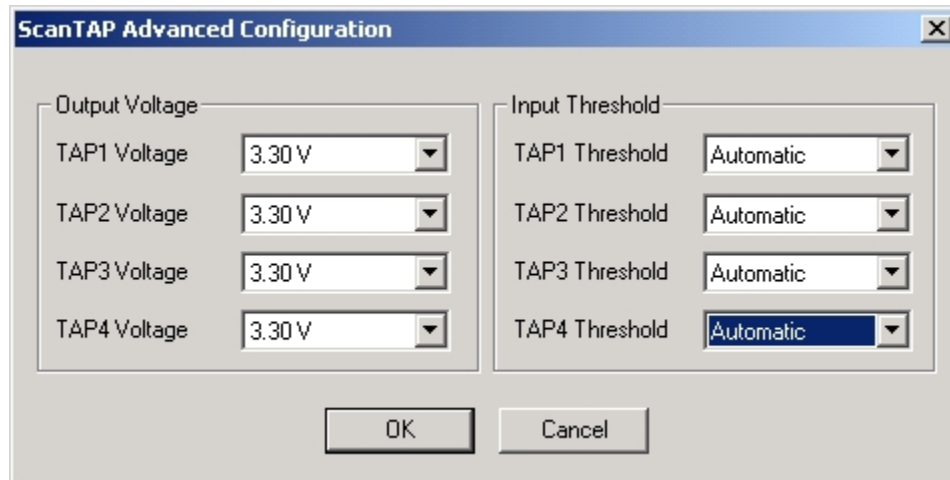 ScanTAP Advanced Configuration
Output Voltage
TAP1 Voltage 3.30 V
TAP2 Voltage 3.30 V
TAP3 Voltage 3.30 V
TAP4 Voltage 3.30 V
Input Threshold
TAP1 Threshold Automatic
TAP2 Threshold Automatic
TAP3 Threshold Automatic
TAP4 Threshold Automatic
OK
Cancel